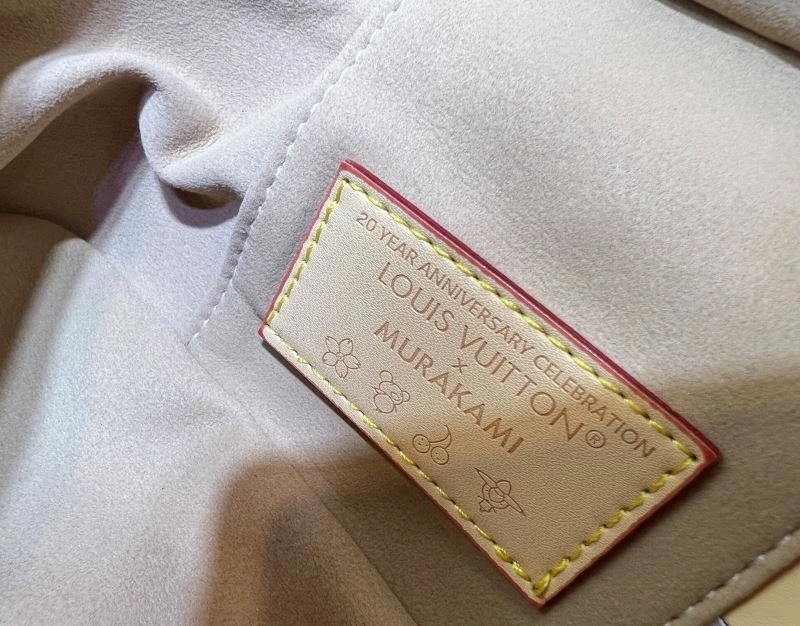 20 YEAR ANNIVERSARY CELEBRATION
LOUIS VUITTON®
×
MURAKAMI